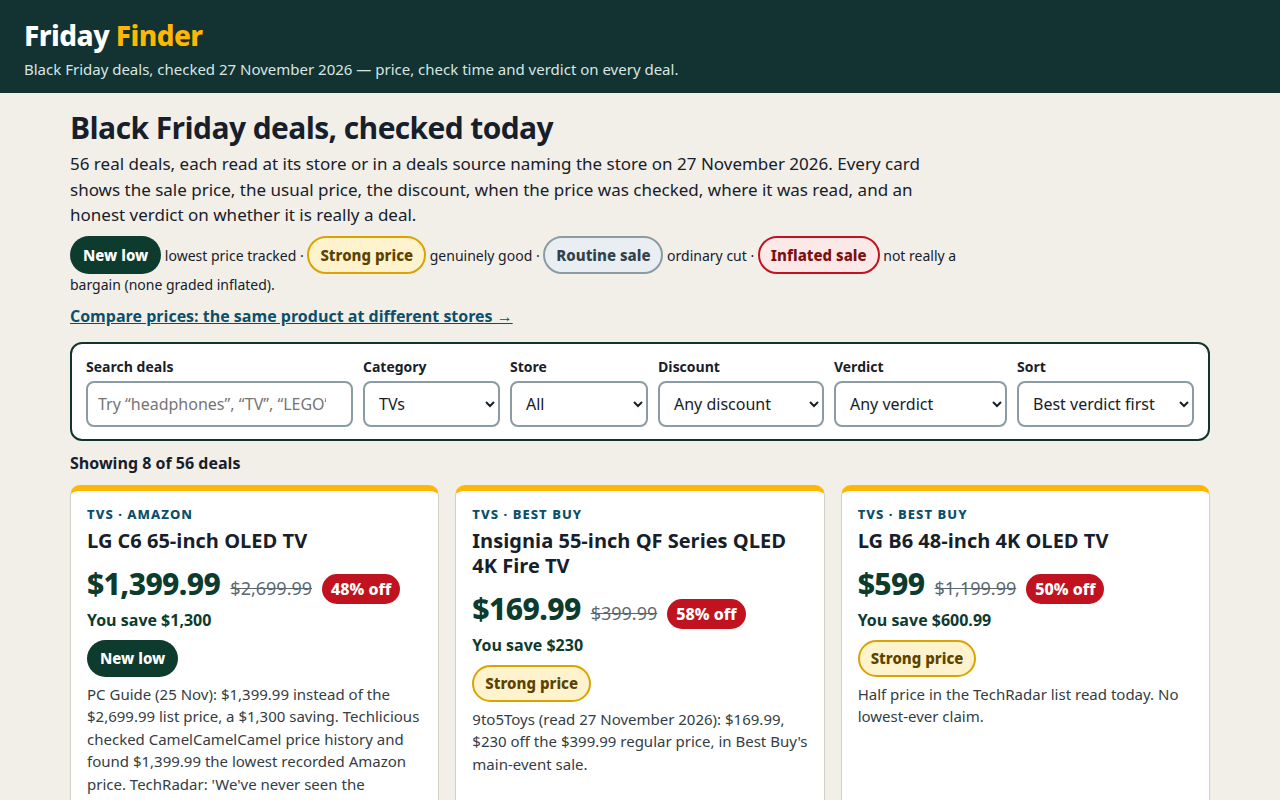 Friday Finder
Black Friday deals, checked 27 November 2026 — price, check time and verdict on every deal.
Black Friday deals, checked today
56 real deals, each read at its store or in a deals source naming the store on 27 November 2026. Every card
shows the sale price, the usual price, the discount, when the price was checked, where it was read, and an
honest verdict on whether it is really a deal.
New low lowest price tracked · Strong price genuinely good · Routine sale ordinary cut · Inflated sale not really a
bargain (none graded inflated).
Compare prices: the same product at different stores →
Search deals Category Store Discount Verdict Sort
Try “headphones”, “TV”, “LEGO” TVs All Any discount Any verdict Best verdict first
Showing 8 of 56 deals
TVS · AMAZON
LG C6 65-inch OLED TV
$1,399.99 $2,699.99 48% off
You save $1,300
New low
PC Guide (25 Nov): $1,399.99 instead of the
$2,699.99 list price, a $1,300 saving. Techlicious
checked CamelCamelCamel price history and
found $1,399.99 the lowest recorded Amazon
price. TechRadar: 'We've never seen the
TVS · BEST BUY
Insignia 55-inch QF Series QLED
4K Fire TV
$169.99 $399.99 58% off
You save $230
Strong price
9to5Toys (read 27 November 2026): $169.99,
$230 off the $399.99 regular price, in Best Buy's
main-event sale.
TVS · BEST BUY
LG B6 48-inch 4K OLED TV
$599 $1,199.99 50% off
You save $600.99
Strong price
Half price in the TechRadar list read today. No
lowest-ever claim.